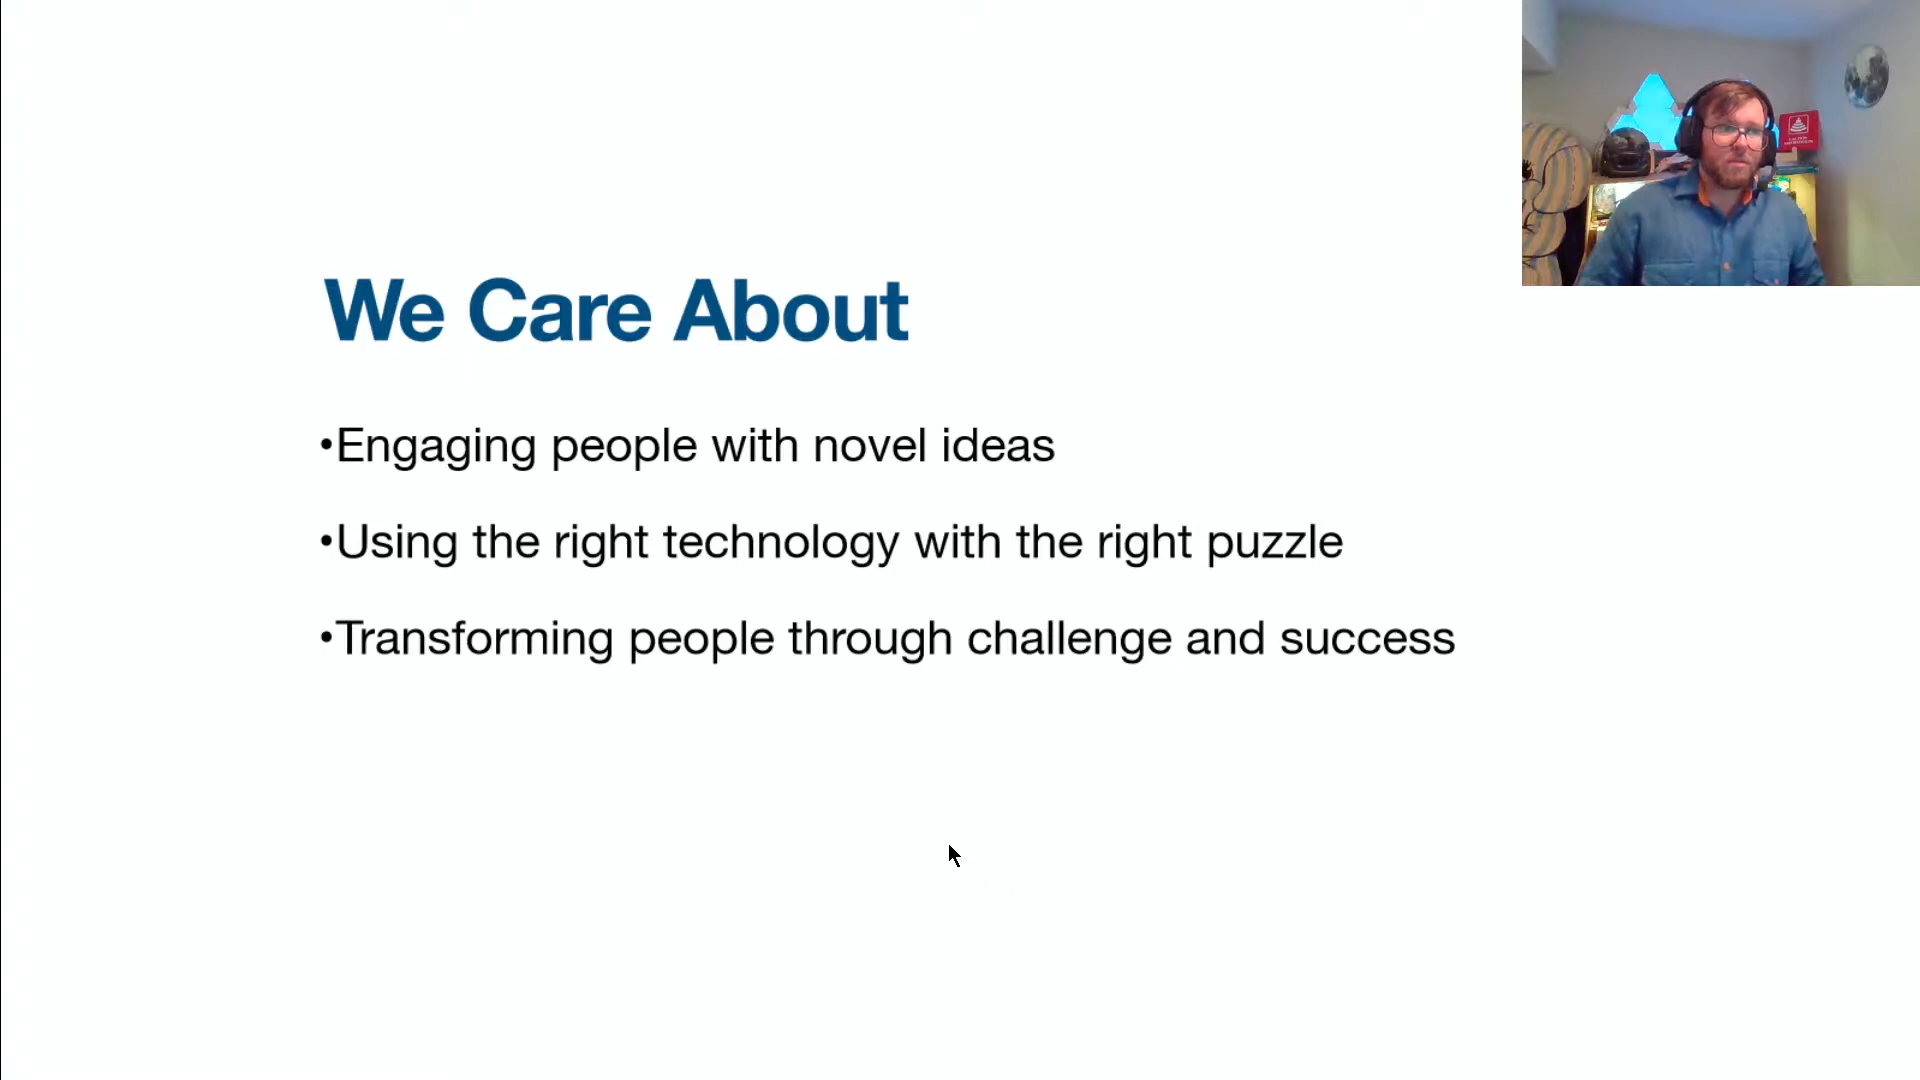 We Care About
•Engaging people with novel ideas
•Using the right technology with the right puzzle
•Transforming people through challenge and success